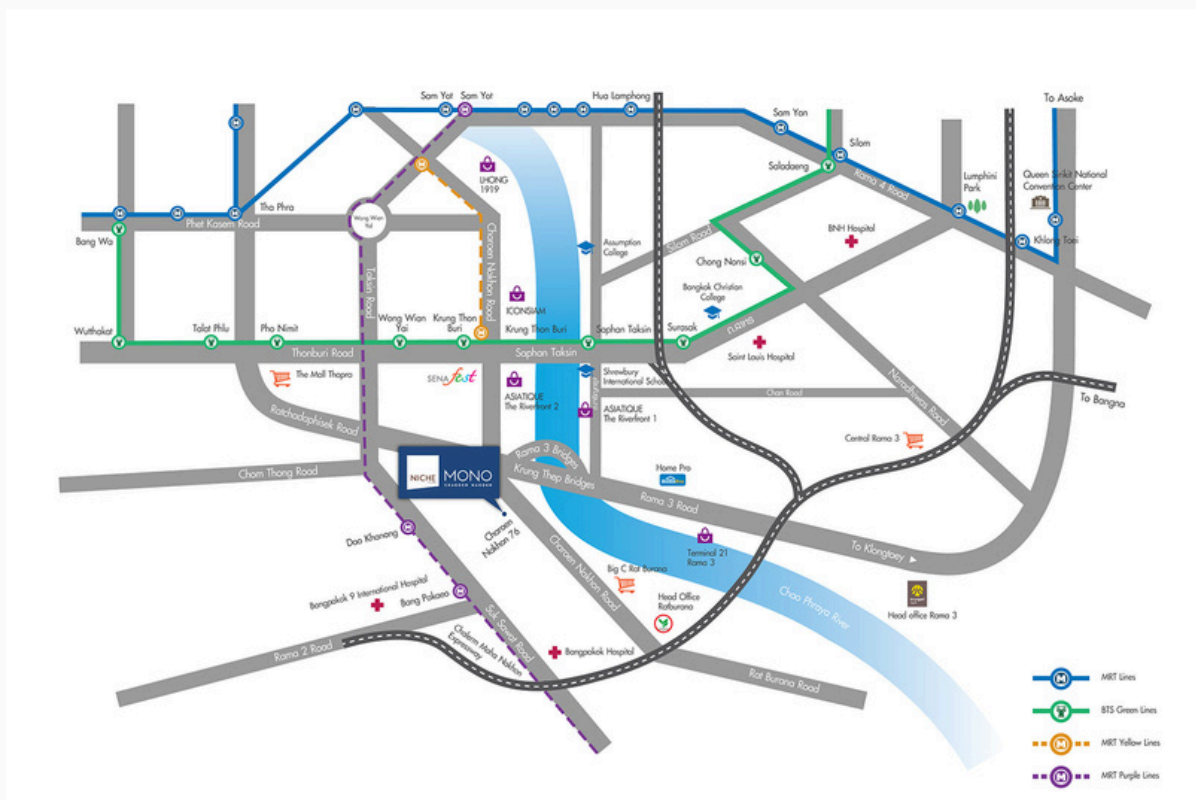 Sam Yot
Sam Yot
Hua Lamphong
To Asoke
Sam Yan
Silom
Saladaeng
Rama 4 Road
LHONG
1919
Lumphini
Park
Queen Sirikit National
Convention Center
Tha Phra
Phet Kasem Road
Wong Wian
Yai
Bang Wa
Charoen Nakhon Road
Assumption
College
Silom Road
BNH Hospital
Khlong Toni
Chong Nonsi
Taksin Road
ICONSIAM
Bangkok Christian
College
Wutthakat
Talat Phlu
Pho Nimit
Wong Wian
Yai
Krung Thon
Buri
Krung Thon Buri
Saphan Taksin
Surasak
Thonburi Road
Saphan Taksin
Saint Louis Hospital
The Mall Thapra
SENA fest
ASIATIQUE
The Riverfront 2
Shrewbury
International School
Chan Road
Naradhiwas Road
To Bangna
ASIATIQUE
The Riverfront 1
Ratchadaphisek Road
Central Rama 3
Rama 3 Bridges
Krung Thep Bridges
Chom Thong Road
NICHE
MONO
CHAROEN NAKHON
Home Pro
Rama 3 Road
Dao Khanong
Charoen
Nakhon 76
Charoen Nakhon Road
Terminal 21
Rama 3
To Klongtoey
Big C Rat Burana
Bangpakok 9 International Hospital
Bang Pakaeo
Head Office
Ratburana
Chao Phraya River
Head office Rama 3
Suk Sawat Road
Rama 2 Road
Chalerm Maha Nakhon
Expressway
Bangpakok Hospital
Rat Burana Road
MRT Lines
BTS Green Lines
MRT Yellow Lines
MRT Purple Lines